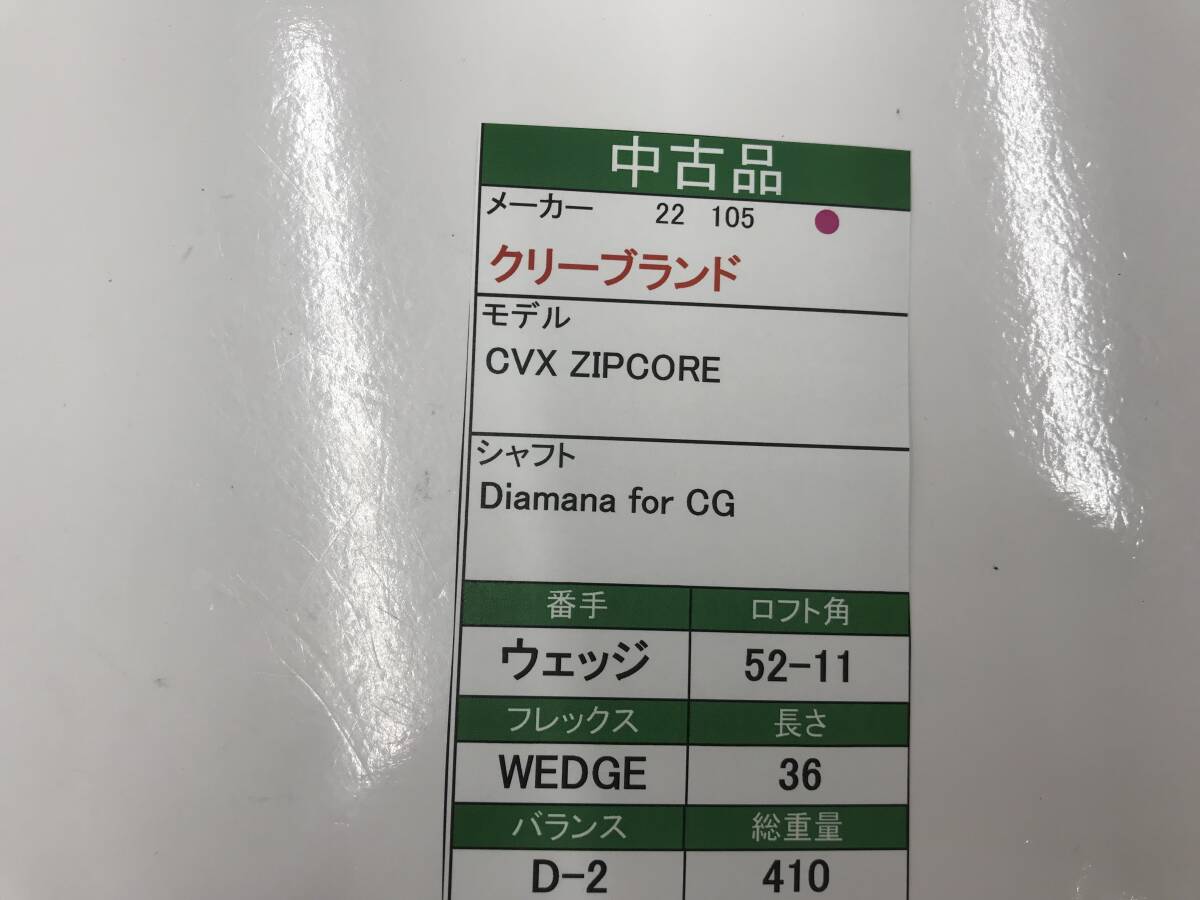 中古品
メーカー 22 105
クリーブランド
モデル
CVX ZIPCORE
シャフト
Diamana for CG
番手 ロフト角
ウェッジ 52-11
フレックス 長さ
WEDGE 36
バランス 総重量
D-2 410